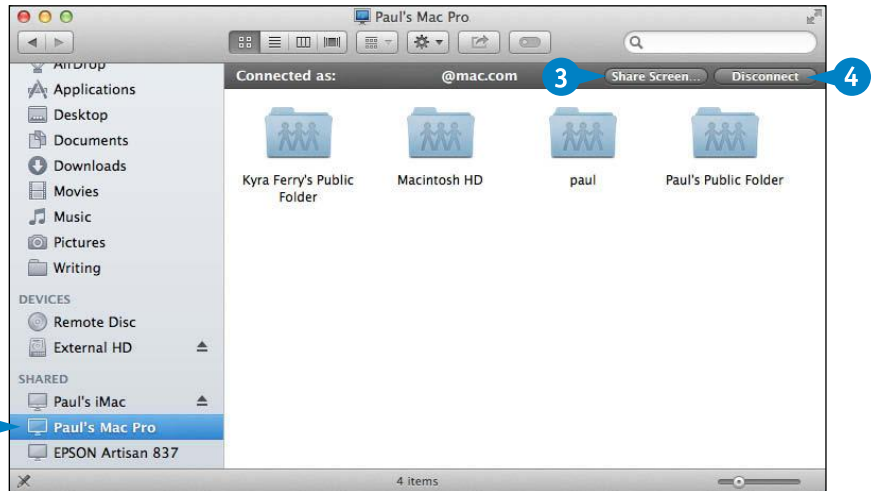 Paul's Mac Pro
AirDrop
Applications
Desktop
Documents
Downloads
Movies
Music
Pictures
Writing
DEVICES
Remote Disc
External HD
SHARED
Paul's iMac
Paul's Mac Pro
EPSON Artisan 837
Connected as: @mac.com 3 Share Screen... Disconnect 4
Kyra Ferry's Public
Folder
Macintosh HD
paul
Paul's Public Folder
4 items